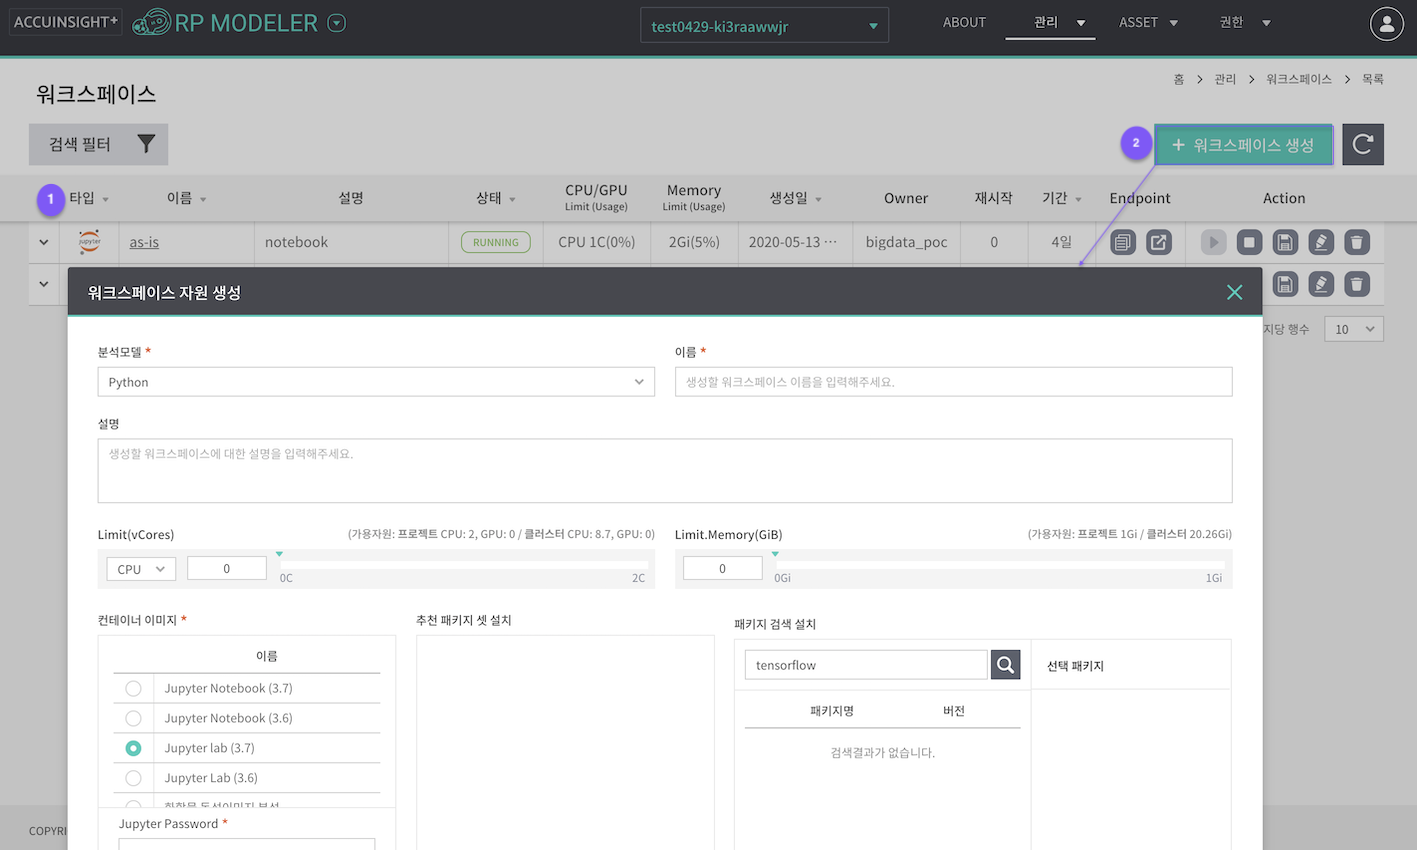 ACCUINSIGHT+ RP MODELER test0429-ki3raawwjr ABOUT 관리 ASSET 권한
홈 > 관리 > 워크스페이스 > 목록
워크스페이스
검색 필터 2 + 워크스페이스 생성
1 타입 이름 설명 상태 CPU/GPU Limit (Usage) Memory Limit (Usage) 생성일 Owner 재시작 기간 Endpoint Action
jupyter as-is notebook RUNNING CPU 1C(0%) 2Gi(5%) 2020-05-13 ··· bigdata_poc 0 4일
워크스페이스 자원 생성
지당 행수 10
분석모델 * 이름 *
Python 생성할 워크스페이스 이름을 입력해주세요.
설명
생성할 워크스페이스에 대한 설명을 입력해주세요.
Limit(vCores) (가용자원: 프로젝트 CPU: 2, GPU: 0 / 클러스터 CPU: 8.7, GPU: 0) Limit.Memory(GiB) (가용자원: 프로젝트 1Gi / 클러스터 20.26Gi)
CPU 0 0C 2C 0 0Gi 1Gi
컨테이너 이미지 * 추천 패키지 셋 설치 패키지 검색 설치
이름 tensorflow 선택 패키지
Jupyter Notebook (3.7)
Jupyter Notebook (3.6) 패키지명 버전
Jupyter lab (3.7) 검색결과가 없습니다.
Jupyter Lab (3.6)
Jupyter Password *
COPYRI